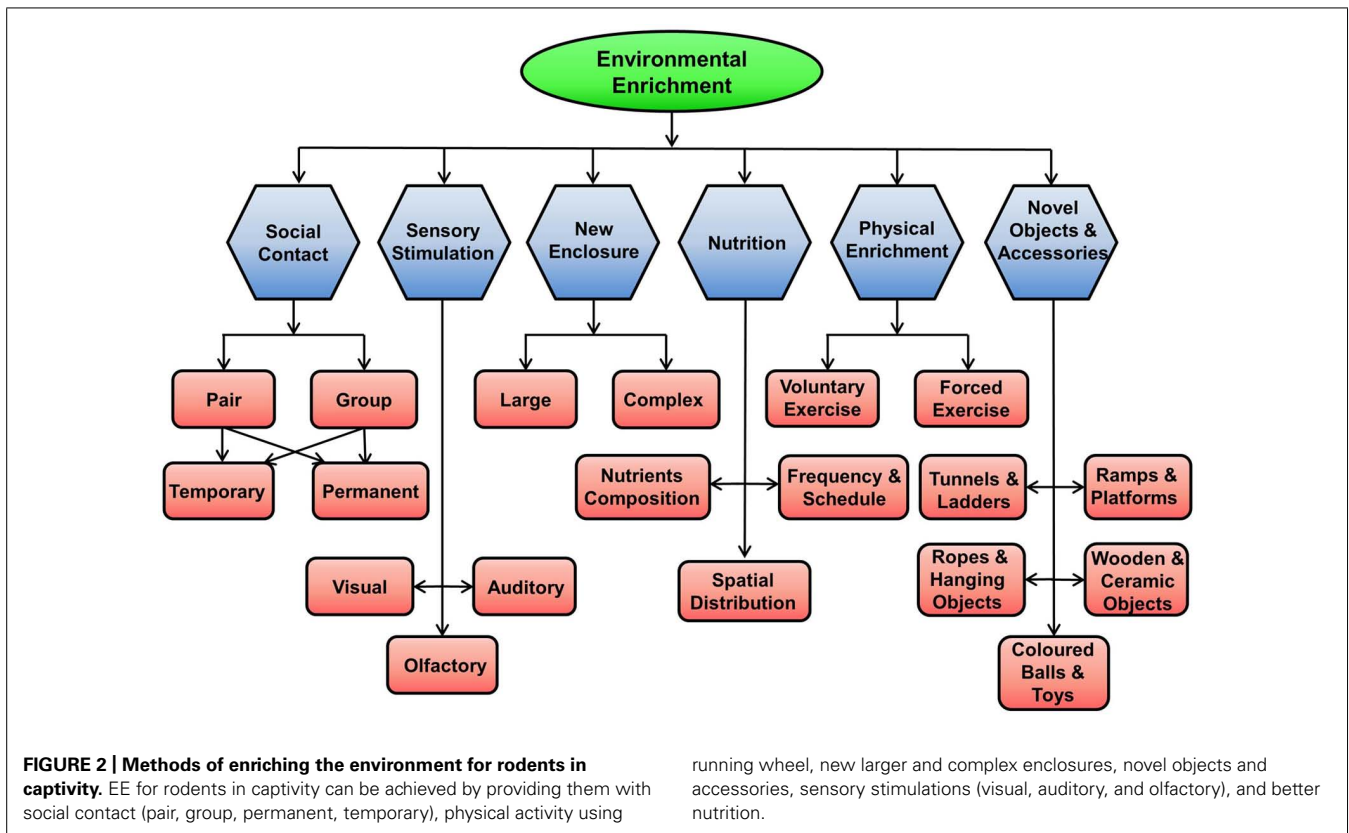 Environmental
Enrichment
Social
Contact
Sensory
Stimulation
New
Enclosure
Nutrition
Physical
Enrichment
Novel
Objects &
Accessories
Pair
Group
Large
Complex
Voluntary
Exercise
Forced
Exercise
Temporary
Permanent
Nutrients
Composition
Frequency &
Schedule
Tunnels &
Ladders
Ramps &
Platforms
Visual
Auditory
Spatial
Distribution
Ropes &
Hanging
Objects
Wooden &
Ceramic
Objects
Olfactory
Coloured
Balls &
Toys
FIGURE 2 | Methods of enriching the environment for rodents in
captivity. EE for rodents in captivity can be achieved by providing them with
social contact (pair, group, permanent, temporary), physical activity using
running wheel, new larger and complex enclosures, novel objects and
accessories, sensory stimulations (visual, auditory, and olfactory), and better
nutrition.